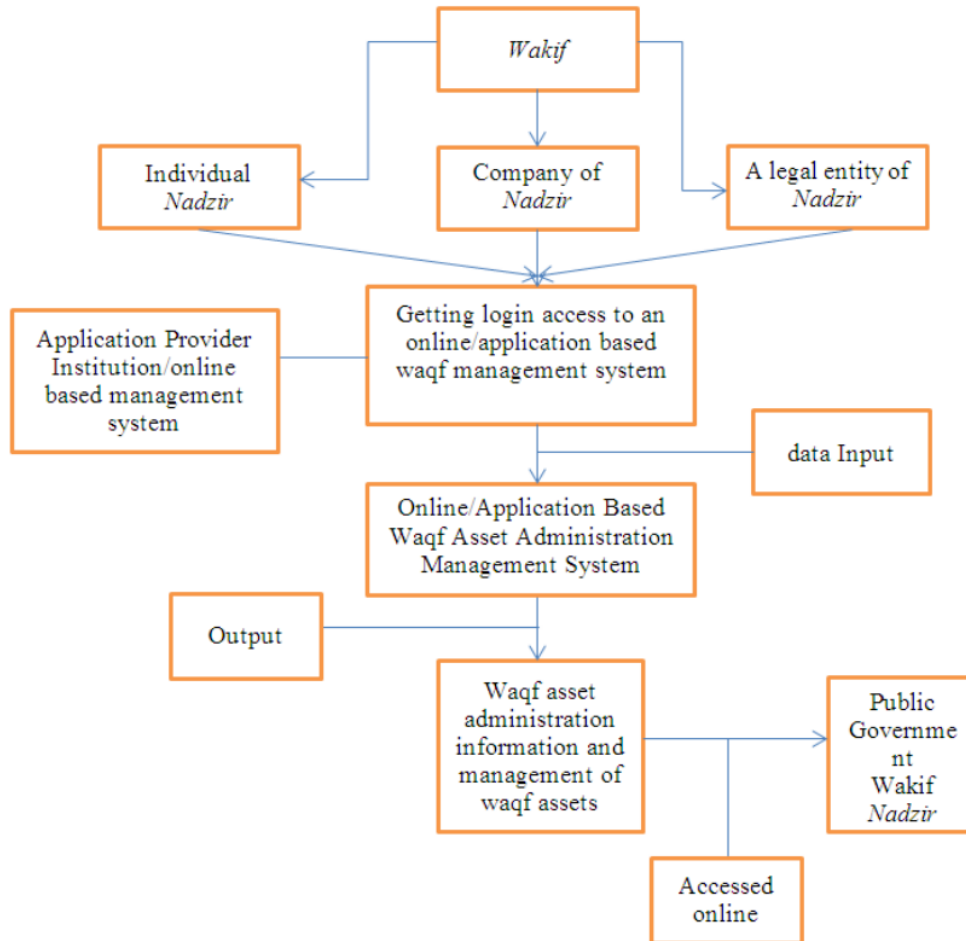 Wakif
Individual
Nadzir
Company of
Nadzir
A legal entity of
Nadzir
Getting login access to an
online/application based
waqf management system
Application Provider
Institution/online
based management
system
data Input
Online/Application Based
Waqf Asset Administration
Management System
Output
Waqf asset
administration
information and
management of
waqf assets
Public
Governme
nt
Wakif
Nadzir
Accessed
online